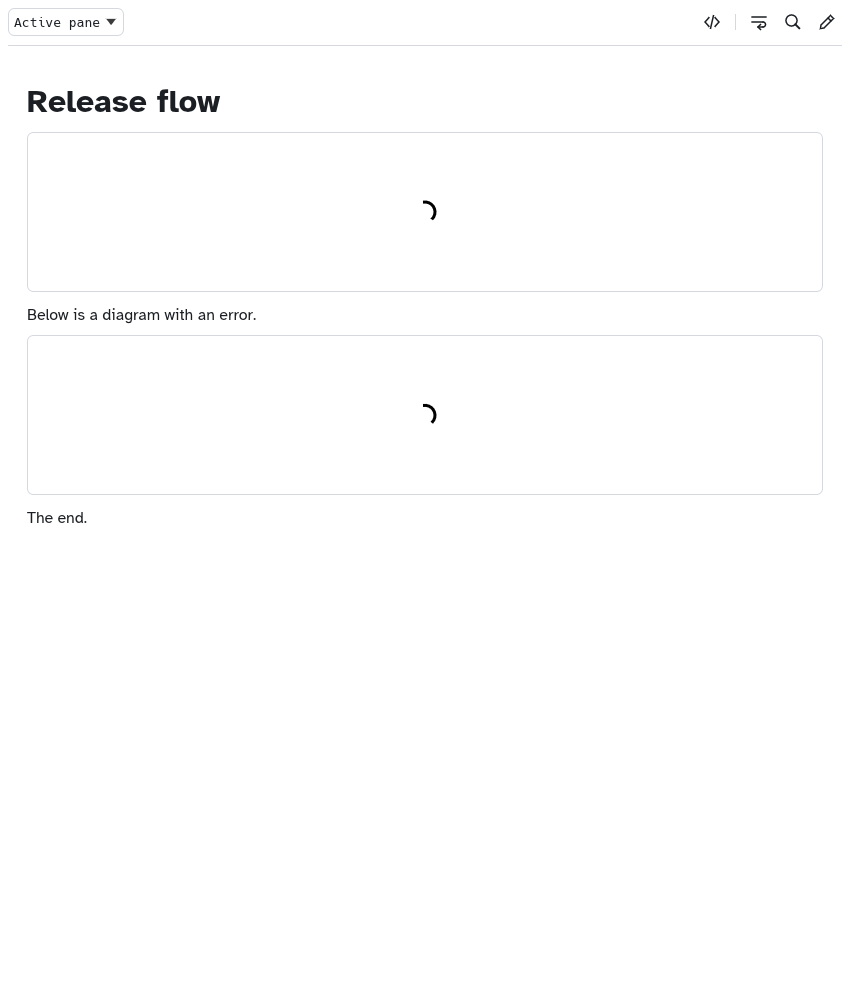 Active pane
Release flow
Below is a diagram with an error.
The end.